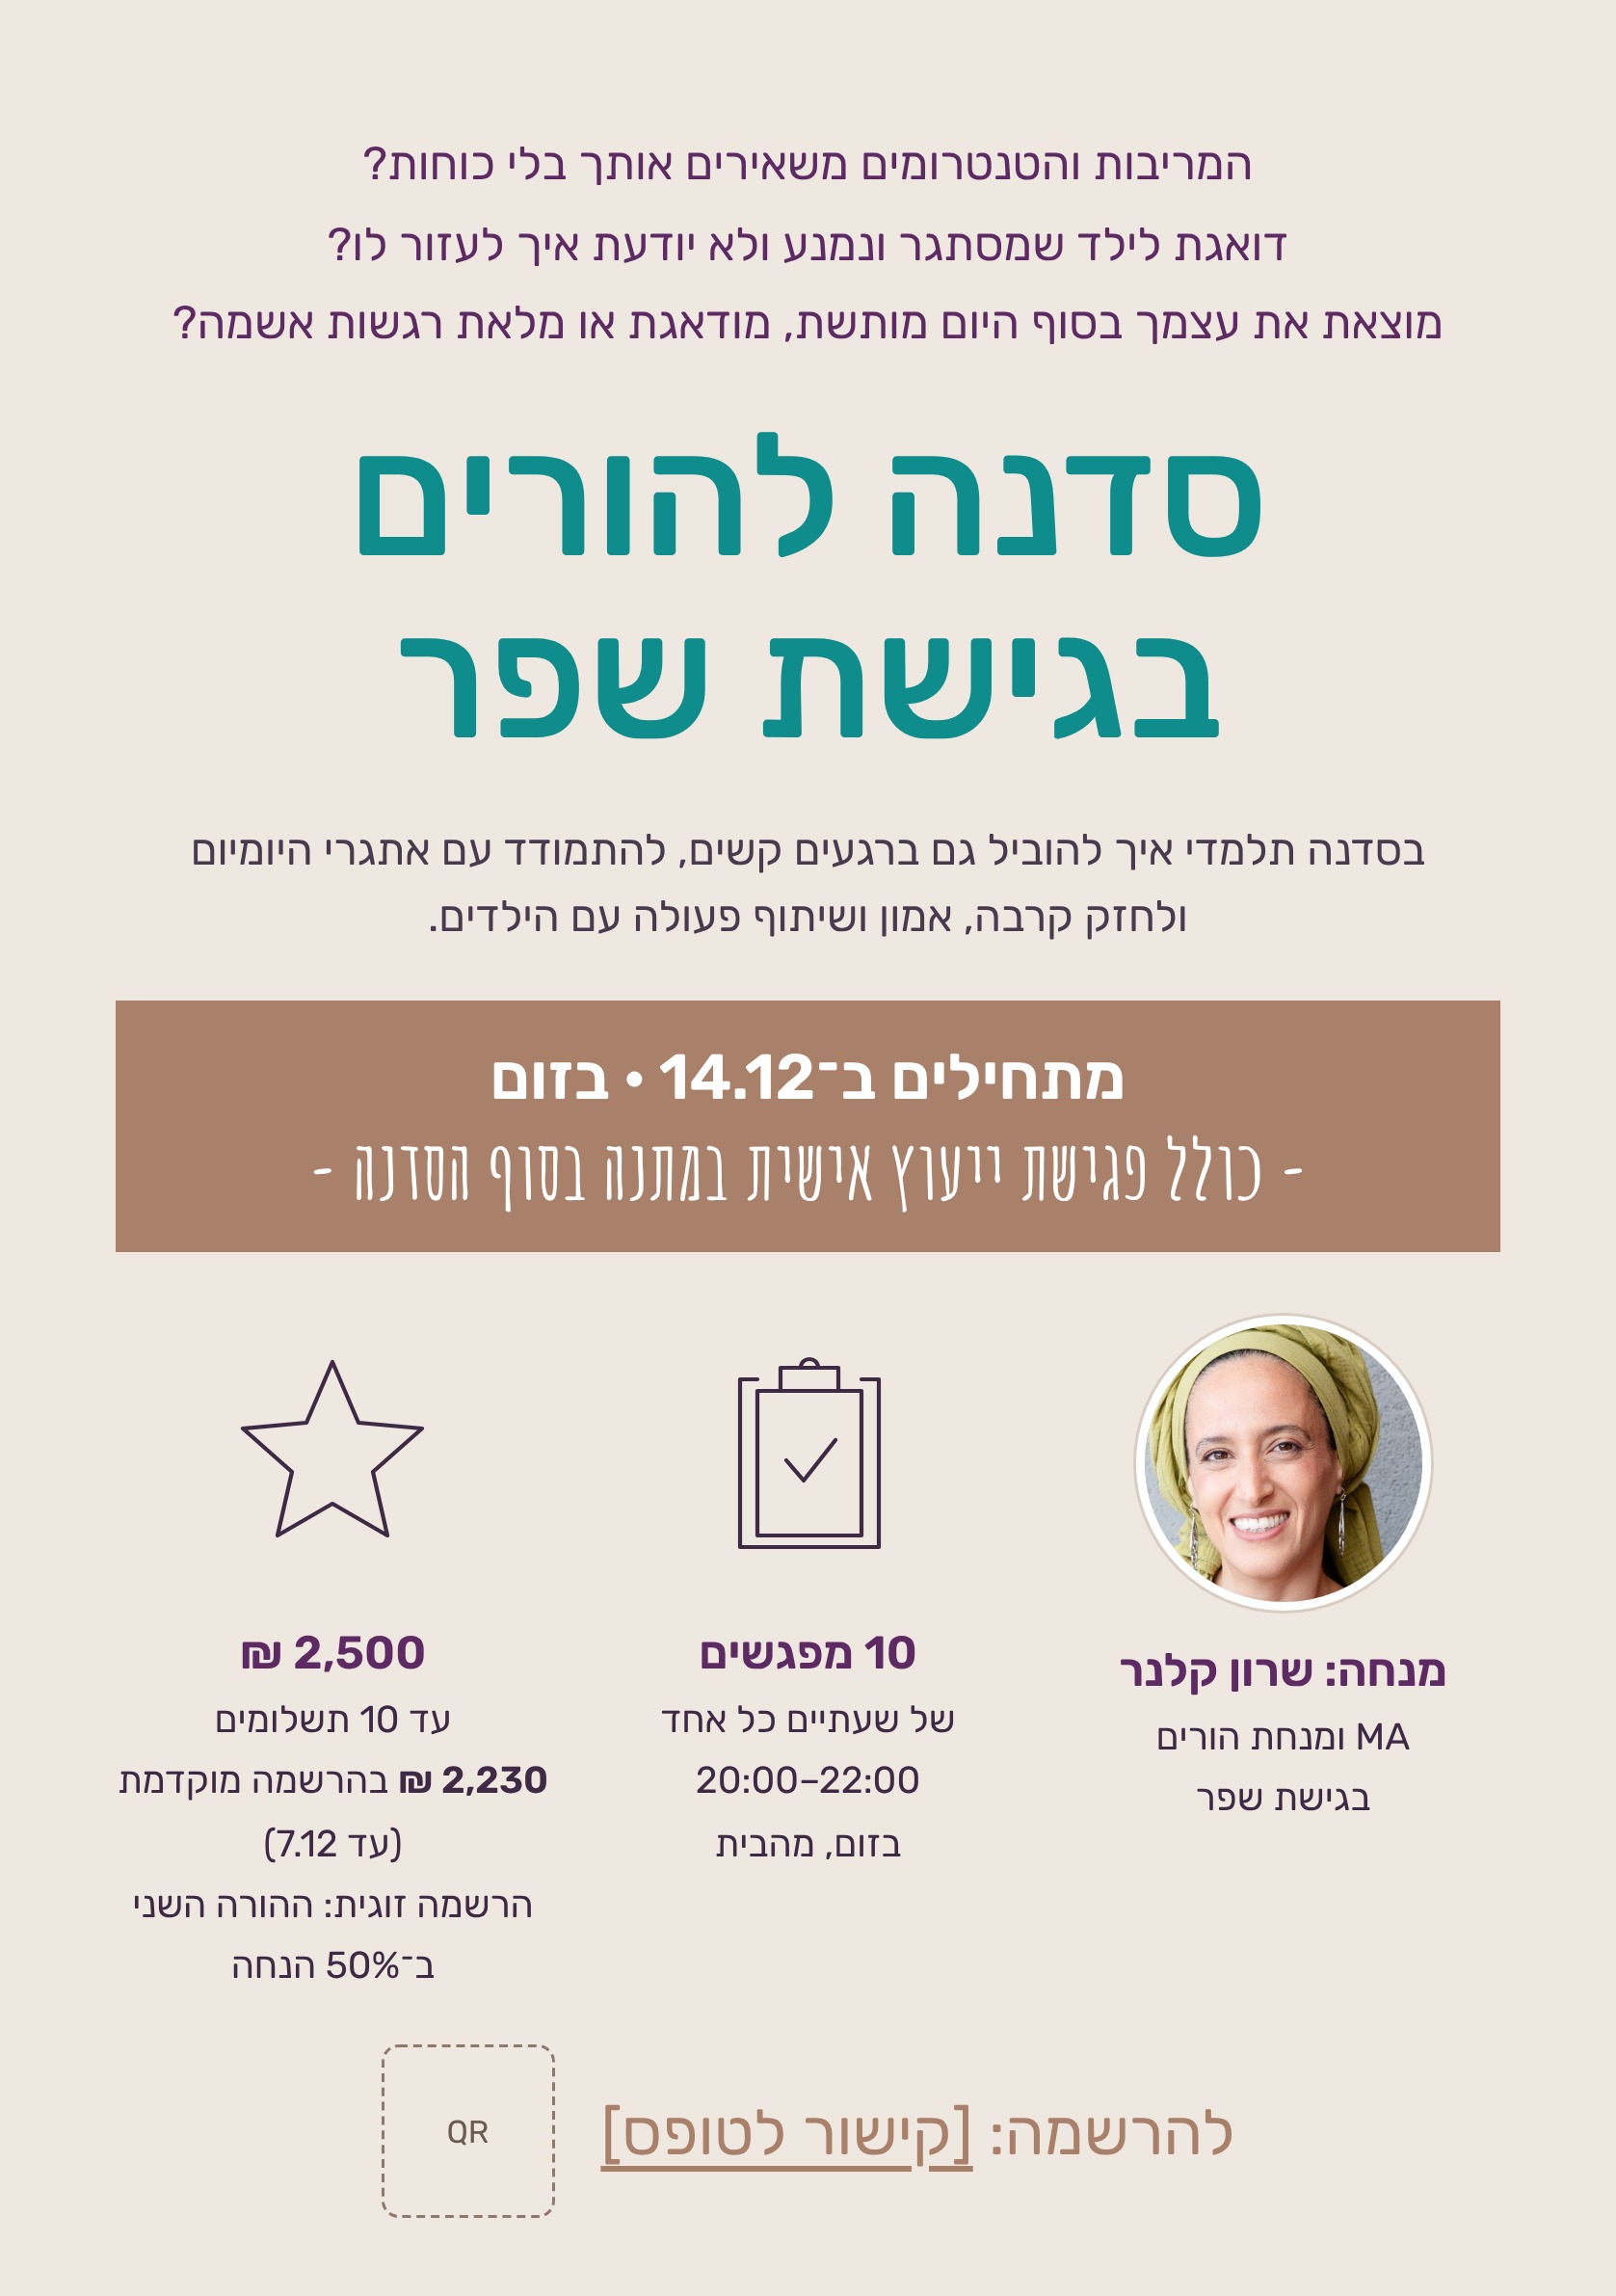 המריבות והטנטרומים משאירים אותך בלי כוחות?
דואגת לילד שמסתגר ונמנע ולא יודעת איך לעזור לו?
מוצאת את עצמך בסוף היום מותשת, מודאגת או מלאת רגשות אשמה?
סדנה להורים
בגישת שפר
בסדנה תלמדי איך להוביל גם ברגעים קשים, להתמודד עם אתגרי היומיום
ולחזק קרבה, אמון ושיתוף פעולה עם הילדים.
מתחילים ב־14.12 • בזום
- כולל פגישת ייעוץ אישית במתנה בסוף הסדנה -
מנחה: שרון קלנר
MA ומנחת הורים
בגישת שפר
10 מפגשים
של שעתיים כל אחד
20:00–22:00
בזום, מהבית
2,500 ₪
עד 10 תשלומים
2,230 ₪ בהרשמה מוקדמת
(עד 7.12)
הרשמה זוגית: ההורה השני
ב־50% הנחה
להרשמה: [קישור לטופס]
QR